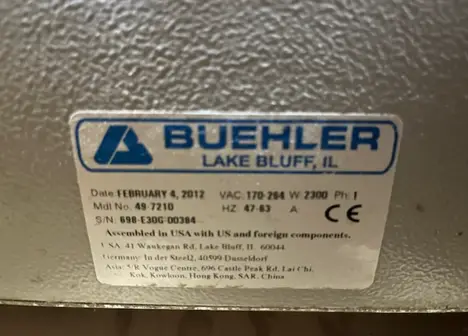 BUEHLER
LAKE BLUFF, IL
Date: FEBRUARY 4, 2012 VAC: 170-264 W: 2300 Ph: 1
Mdl No. 49-7210 HZ: 47-63 A: CE
S/N: 698-E30G-00384
Assembled in USA with US and foreign components.
USA: 41 Waukegan Rd, Lake Bluff, IL 60044
Germany: In der Steel2, 40599 Dusseldorf
Asia: 5/R Vogue Centre, 696 Castle Peak Rd, Lai Chi,
Kok, Kowloon, Hong Kong, SAR, China